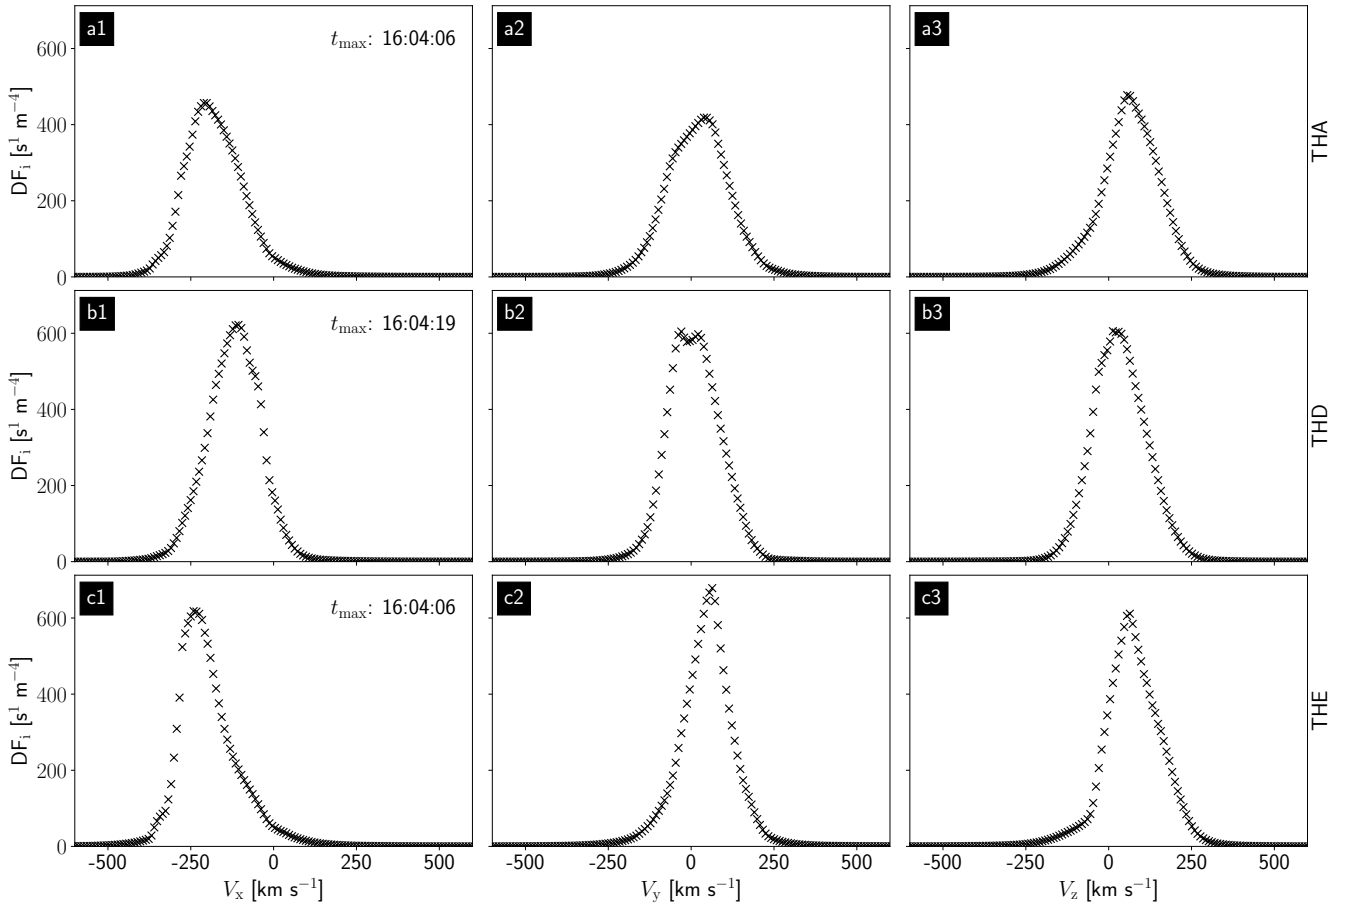 a1
t_max: 16:04:06
a2
a3
600
400
200
0
DF_i [s^1 m^−4]
THA
b1
t_max: 16:04:19
b2
b3
600
400
200
0
DF_i [s^1 m^−4]
THD
c1
t_max: 16:04:06
c2
c3
600
400
200
0
DF_i [s^1 m^−4]
THE
-500 -250 0 250 500
-500 -250 0 250 500
-500 -250 0 250 500
V_x [km s^−1]
V_y [km s^−1]
V_z [km s^−1]